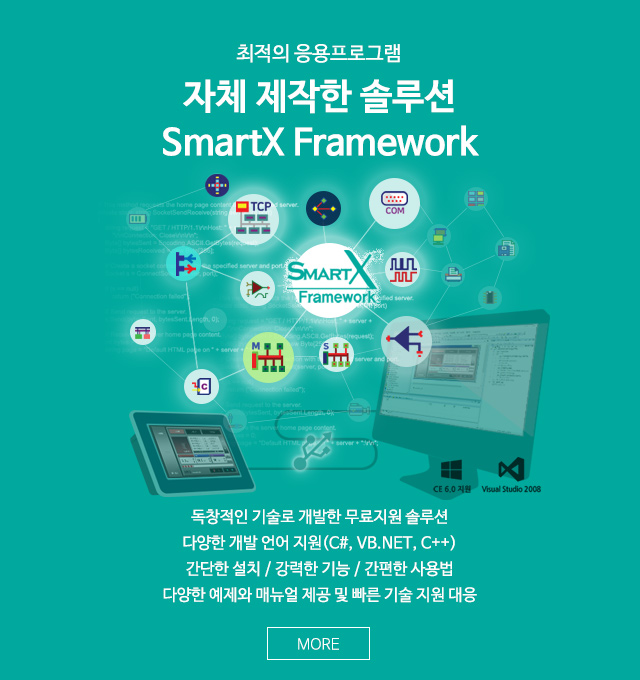 최적의 응용프로그램
자체 제작한 솔루션
SmartX Framework
TCP
COM
SMARTX
Framework
M
S
C
CE 6.0 지원
Visual Studio 2008
독창적인 기술로 개발한 무료지원 솔루션
다양한 개발 언어 지원(C#, VB.NET, C++)
간단한 설치 / 강력한 기능 / 간편한 사용법
다양한 예제와 매뉴얼 제공 및 빠른 기술 지원 대응
MORE